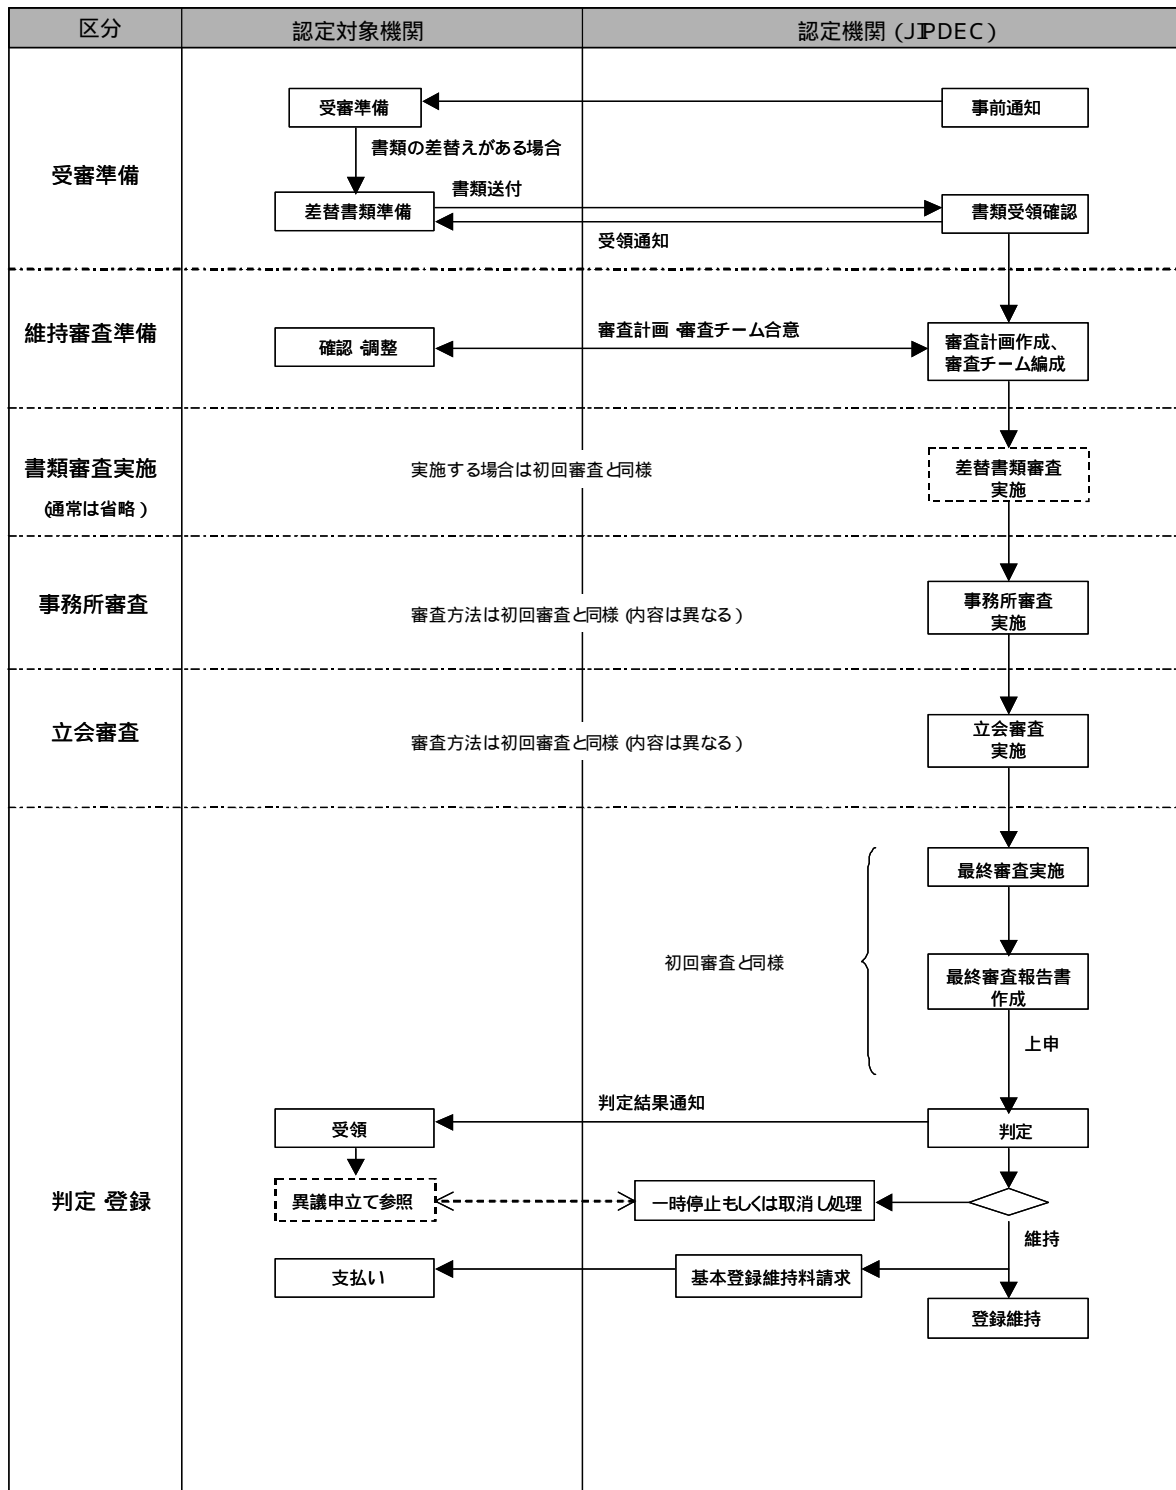 区分
認定対象機関
認定機関 (JIPDEC)
受審準備
受審準備
事前通知
書類の差替えがある場合
書類送付
差替書類準備
書類受領確認
受領通知
維持審査準備
確認・調整
審査計画・審査チーム合意
審査計画作成、
審査チーム編成
書類審査実施
(通常は省略)
実施する場合は初回審査と同様
差替書類審査
実施
事務所審査
審査方法は初回審査と同様 (内容は異なる)
事務所審査
実施
立会審査
審査方法は初回審査と同様 (内容は異なる)
立会審査
実施
最終審査実施
初回審査と同様
最終審査報告書
作成
上申
判定結果通知
受領
判定
判定・登録
異議申立て参照
一時停止もしくは取消し処理
維持
支払い
基本登録維持料請求
登録維持